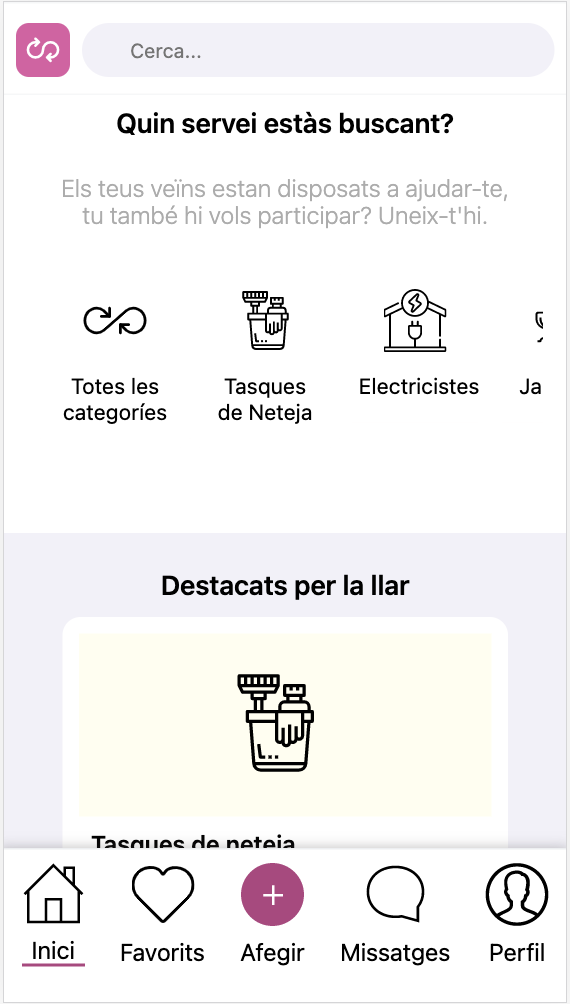 Cerca...
Quin servei estàs buscant?
Els teus veïns estan disposats a ajudar-te,
tu també hi vols participar? Uneix-t'hi.
Totes les
categoríes
Tasques
de Neteja
Electricistes
Ja
Destacats per la llar
Tasques de neteja
Inici
Favorits
Afegir
Missatges
Perfil